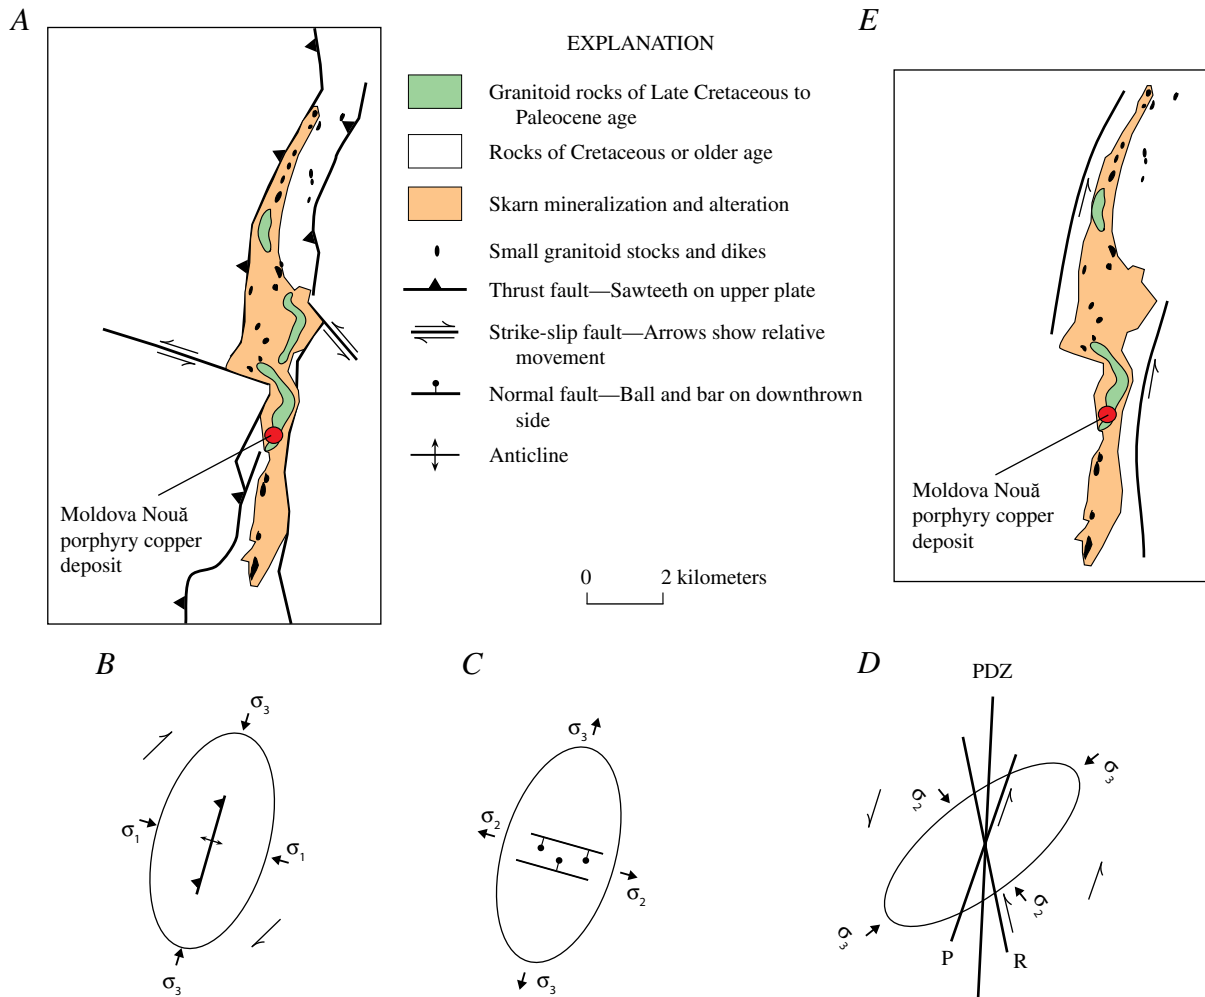 A
E
EXPLANATION
Granitoid rocks of Late Cretaceous to
Paleocene age
Rocks of Cretaceous or older age
Skarn mineralization and alteration
Small granitoid stocks and dikes
Thrust fault—Sawteeth on upper plate
Strike-slip fault—Arrows show relative
movement
Normal fault—Ball and bar on downthrown
side
Anticline
0 2 kilometers
Moldova Nouă
porphyry copper
deposit
Moldova Nouă
porphyry copper
deposit
B
σ3
σ1
σ1
σ3
C
σ3
σ2
σ2
σ3
D
PDZ
σ3
σ2
σ2
σ3
P
R